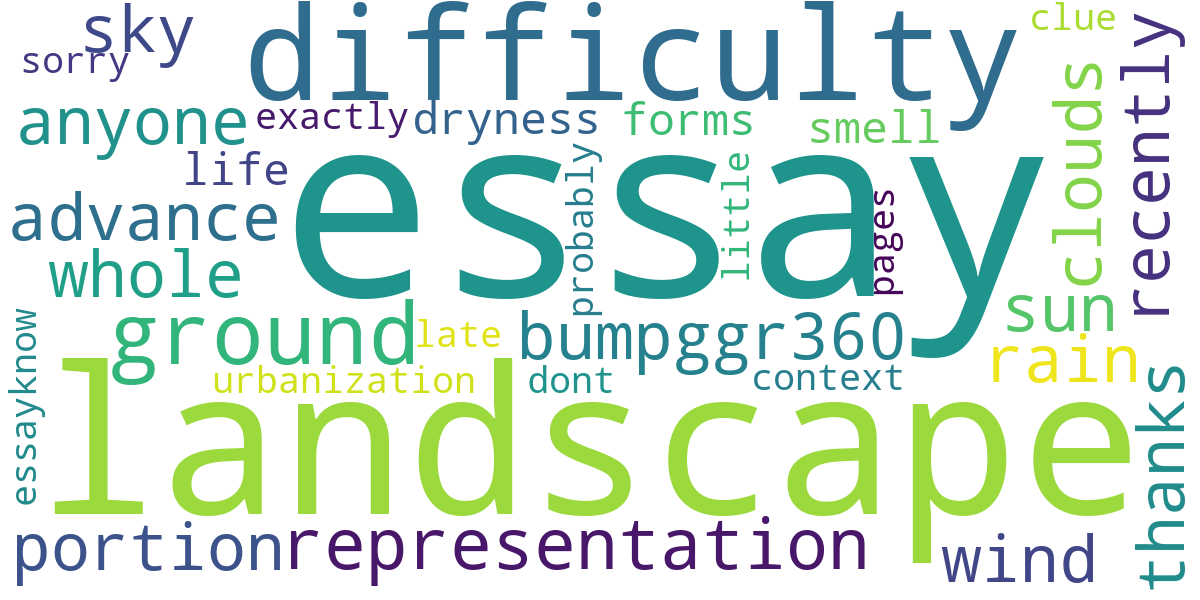 sky
difficulty
clue
recently
sorry
anyone
exactly
dryness
forms
smell
clouds
life
essay
probably
little
pages
advance
whole
ground
late
bumpggr360
sun
rain
essayknow
urbanization
dont
context
thanks
landscape
portion
representation
wind